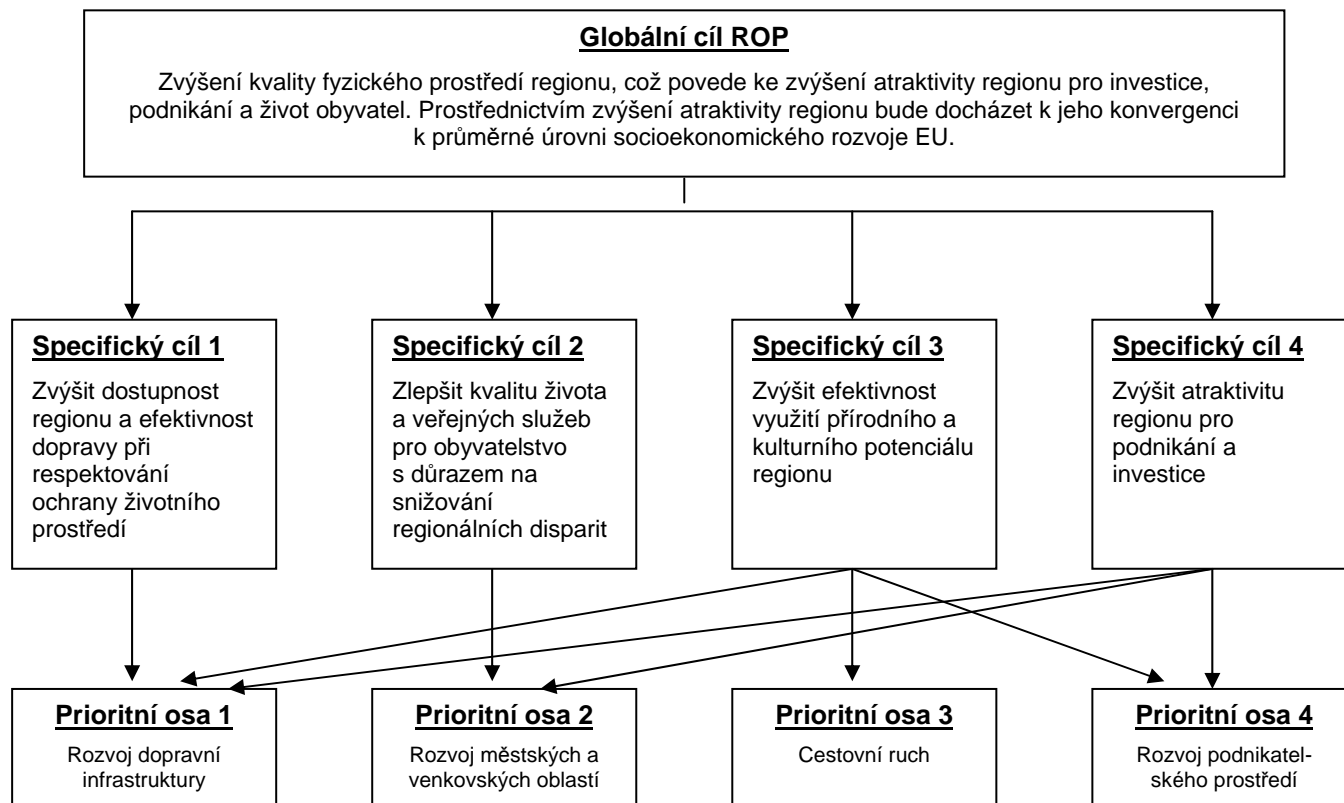 Globální cíl ROP
Zvýšení kvality fyzického prostředí regionu, což povede ke zvýšení atraktivity regionu pro investice,
podnikání a život obyvatel. Prostřednictvím zvýšení atraktivity regionu bude docházet k jeho konvergenci
k průměrné úrovni socioekonomického rozvoje EU.
Specifický cíl 1
Zvýšit dostupnost
regionu a efektivnost
dopravy při
respektování
ochrany životního
prostředí
Specifický cíl 2
Zlepšit kvalitu života
a veřejných služeb
pro obyvatelstvo
s důrazem na
snižování
regionálních disparit
Specifický cíl 3
Zvýšit efektivnost
využití přírodního a
kulturního potenciálu
regionu
Specifický cíl 4
Zvýšit atraktivitu
regionu pro
podnikání a
investice
Prioritní osa 1
Rozvoj dopravní
infrastruktury
Prioritní osa 2
Rozvoj městských a
venkovských oblastí
Prioritní osa 3
Cestovní ruch
Prioritní osa 4
Rozvoj podnikatel-
ského prostředí